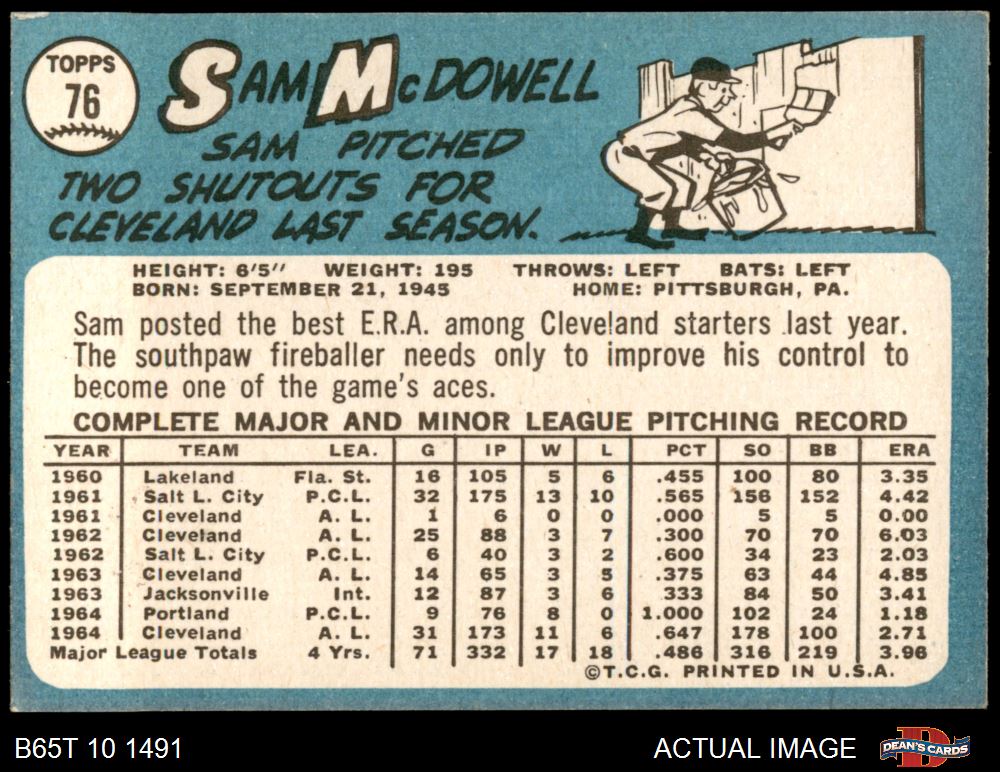 TOPPS
76
SAM McDOWELL
SAM PITCHED
TWO SHUTOUTS FOR
CLEVELAND LAST SEASON.
HEIGHT: 6'5" WEIGHT: 195 THROWS: LEFT BATS: LEFT
BORN: SEPTEMBER 21, 1945 HOME: PITTSBURGH, PA.
Sam posted the best E.R.A. among Cleveland starters last year.
The southpaw fireballer needs only to improve his control to
become one of the game's aces.
COMPLETE MAJOR AND MINOR LEAGUE PITCHING RECORD
YEAR TEAM LEA. G IP W L PCT SO BB ERA
1960 Lakeland Fla. St. 16 105 5 6 .455 100 80 3.35
1961 Salt L. City P.C.L. 32 175 13 10 .565 156 152 4.42
1961 Cleveland A. L. 1 6 0 0 .000 5 5 0.00
1962 Cleveland A. L. 25 88 3 7 .300 70 70 6.03
1962 Salt L. City P.C.L. 6 40 3 2 .600 34 23 2.03
1963 Cleveland A. L. 14 65 3 5 .375 63 44 4.85
1963 Jacksonville Int. 12 87 3 6 .333 84 50 3.41
1964 Portland P.C.L. 9 76 8 0 1.000 102 24 1.18
1964 Cleveland A. L. 31 173 11 6 .647 178 100 2.71
Major League Totals 4 Yrs. 71 332 17 18 .486 316 219 3.96
©T.C.G. PRINTED IN U.S.A.
B65T 10 1491 ACTUAL IMAGE DEAN'S CARDS